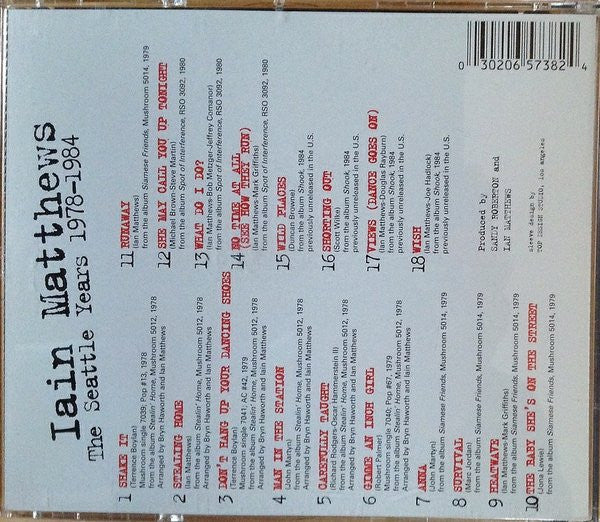 Iain Matthews
The Seattle Years 1978-1984
1 SHAKE IT
(Terrence Boylan)
Mushroom single 7039; Pop #13, 1978
from the album Stealin' Home, Mushroom 5012, 1978
Arranged by Bryn Haworth and Ian Matthews
2 STEALING HOME
(Ian Matthews)
from the album Stealin' Home, Mushroom 5012, 1978
Arranged by Bryn Haworth and Ian Matthews
3 DON'T HANG UP YOUR DANCING SHOES
(Terrence Boylan)
Mushroom single 7041; AC #42, 1979
from the album Stealin' Home, Mushroom 5012, 1978
Arranged by Bryn Haworth and Ian Matthews
4 MAN IN THE STATION
(John Martyn)
from the album Stealin' Home, Mushroom 5012, 1978
Arranged by Bryn Haworth and Ian Matthews
5 CAREFULLY TAUGHT
(Richard Rodgers-Oscar Hammerstein II)
from the album Stealin' Home, Mushroom 5012, 1978
Arranged by Bryn Haworth and Ian Matthews
6 GIMME AN INCH GIRL
(Robert Palmer)
Mushroom single 7040; Pop #67, 1979
from the album Stealin' Home, Mushroom 5012, 1978
Arranged by Bryn Haworth and Ian Matthews
7 ANNA
(John Martyn)
from the album Siamese Friends, Mushroom 5014, 1979
8 SURVIVAL
(Marc Jordan)
from the album Siamese Friends, Mushroom 5014, 1979
9 HEATWAVE
(Ian Matthews-Mark Griffiths)
from the album Siamese Friends, Mushroom 5014, 1979
10 THE BABY SHE'S ON THE STREET
(Jona Lewie)
from the album Siamese Friends, Mushroom 5014, 1979
11 RUNAWAY
(Ian Matthews)
from the album Siamese Friends, Mushroom 5014, 1979
12 SHE MAY CALL YOU UP TONIGHT
(Michael Brown-Steve Martin)
from the album Spot of Interference, RSO 3092, 1980
13 WHAT DO I DO?
(Ian Matthews-Bob Metzger-Jeffrey Comanor)
from the album Spot of Interference, RSO 3092, 1980
14 NO TIME AT ALL
(SEE HOW THEY RUN)
(Ian Matthews-Mark Griffiths)
from the album Spot of Interference, RSO 3092, 1980
15 WILD PLACES
(Duncan Browne)
from the album Shook, 1984
previously unreleased in the U.S.
16 SHORTING OUT
(Scott Wilk)
from the album Shook, 1984
previously unreleased in the U.S.
17 VIEWS (DANCE GOES ON)
(Ian Matthews-Douglas Rayburn)
from the album Shook, 1984
previously unreleased in the U.S.
18 WISH
(Ian Matthews-Joe Hadlock)
from the album Shook, 1984
previously unreleased in the U.S.
Produced by
SANDY ROBERTON and
IAN MATTHEWS
sleeve design by
TOP DESIGN STUDIO, los angeles
0 30206 57382 4